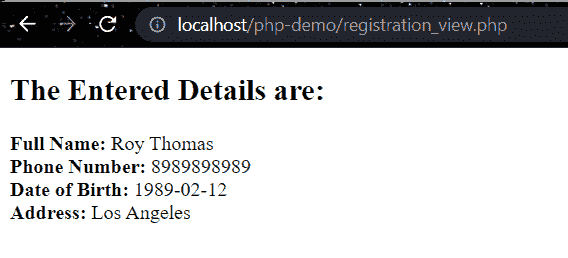 localhost/php-demo/registration_view.php
The Entered Details are:
Full Name: Roy Thomas
Phone Number: 8989898989
Date of Birth: 1989-02-12
Address: Los Angeles